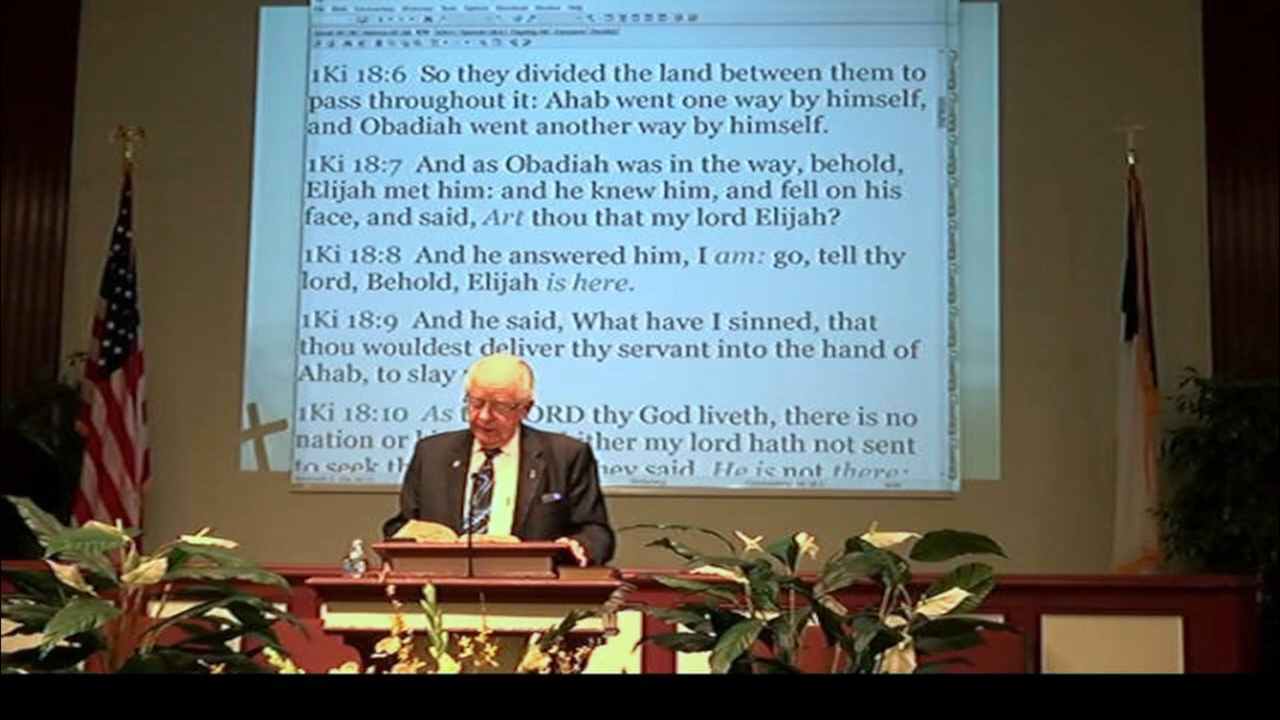 1Ki 18:6 So they divided the land between them to
pass throughout it: Ahab went one way by himself,
and Obadiah went another way by himself.
1Ki 18:7 And as Obadiah was in the way, behold,
Elijah met him: and he knew him, and fell on his
face, and said, Art thou that my lord Elijah?
1Ki 18:8 And he answered him, I am: go, tell thy
lord, Behold, Elijah is here.
1Ki 18:9 And he said, What have I sinned, that
thou wouldest deliver thy servant into the hand of
Ahab, to slay
1Ki 18:10 As ORD thy God liveth, there is no
nation or my lord hath not sent
to seek said, He is not there: